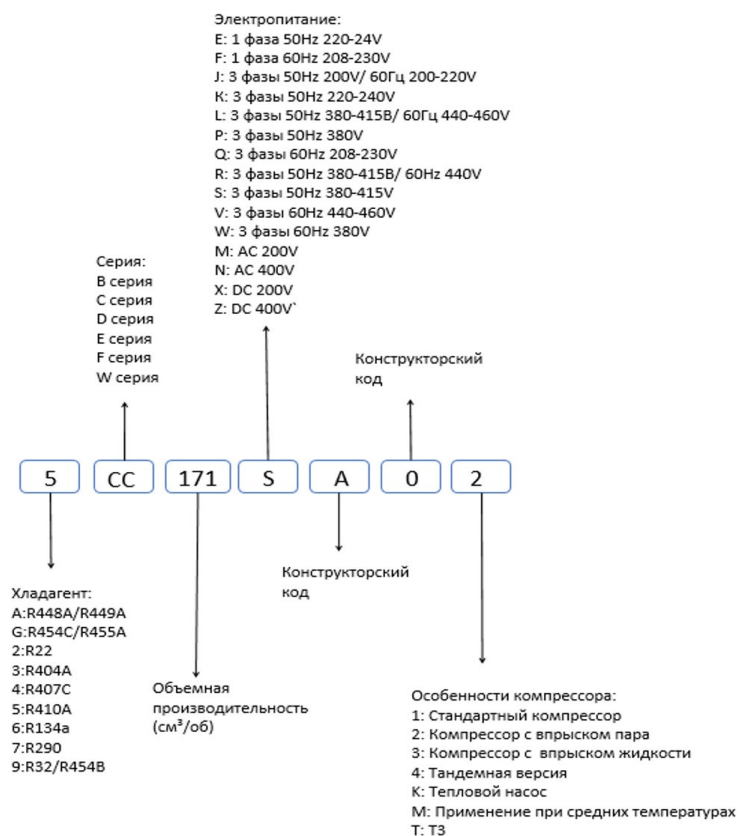 Электропитание:
E: 1 фаза 50Hz 220-24V
F: 1 фаза 60Hz 208-230V
J: 3 фазы 50Hz 200V/ 60Гц 200-220V
K: 3 фазы 50Hz 220-240V
L: 3 фазы 50Hz 380-415В/ 60Гц 440-460V
P: 3 фазы 50Hz 380V
Q: 3 фазы 60Hz 208-230V
R: 3 фазы 50Hz 380-415В/ 60Hz 440V
S: 3 фазы 50Hz 380-415V
V: 3 фазы 60Hz 440-460V
W: 3 фазы 60Hz 380V
M: AC 200V
N: AC 400V
X: DC 200V
Z: DC 400V`
Серия:
B серия
C серия
D серия
E серия
F серия
W серия
Конструкторский
код
5 CC 171 S A 0 2
Конструкторский
код
Хладагент:
A:R448A/R449A
G:R454C/R455A
2:R22
3:R404A
4:R407C
5:R410A
6:R134a
7:R290
9:R32/R454B
Объемная
производительность
(см³/об)
Особенности компрессора:
1: Стандартный компрессор
2: Компрессор с впрыском пара
3: Компрессор с впрыском жидкости
4: Тандемная версия
K: Тепловой насос
M: Применение при средних температурах
T: T3